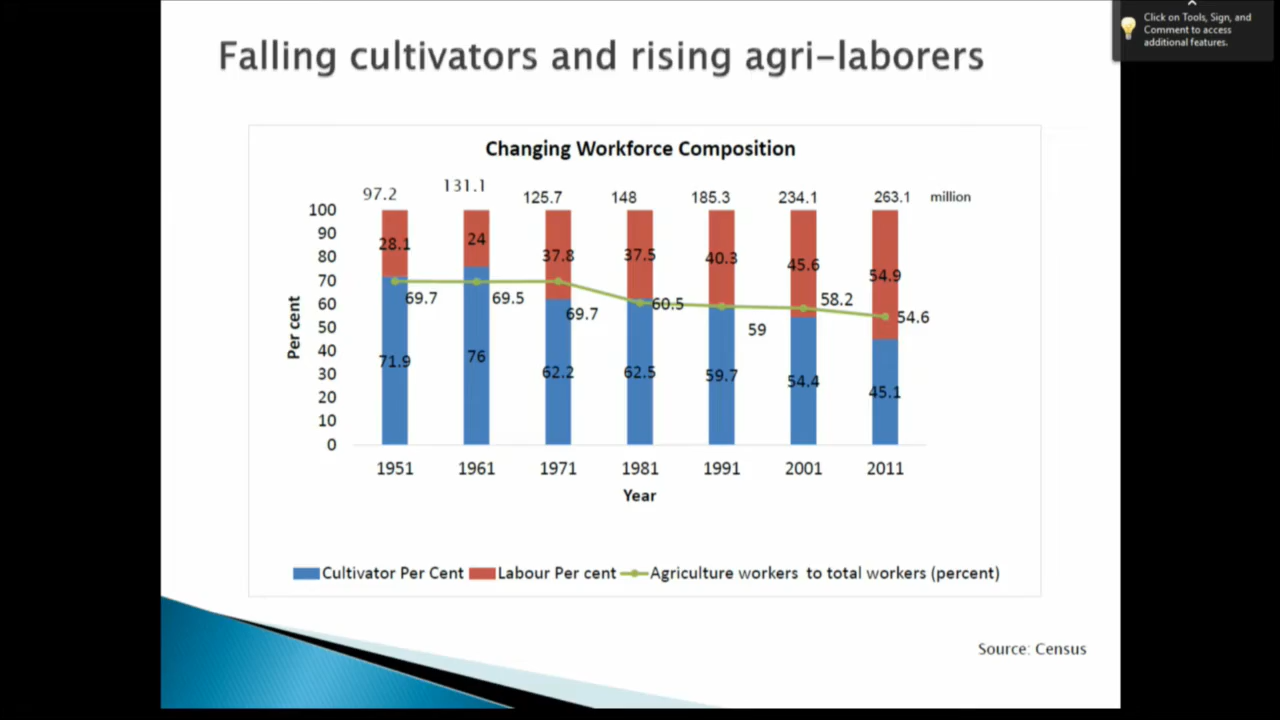 Click on Tools, Sign, and
Comment to access
additional features.
Falling cultivators and rising agri-laborers
Changing Workforce Composition
97.2 131.1 125.7 148 185.3 234.1 263.1 million
100
90
80
70
60
50
40
30
20
10
0
Per cent
28.1 24 37.8 37.5 40.3 45.6 54.9
69.7 69.5 69.7 60.5 59 58.2 54.6
71.9 76 62.2 62.5 59.7 54.4 45.1
1951 1961 1971 1981 1991 2001 2011
Year
Cultivator Per Cent Labour Per cent Agriculture workers to total workers (percent)
Source: Census